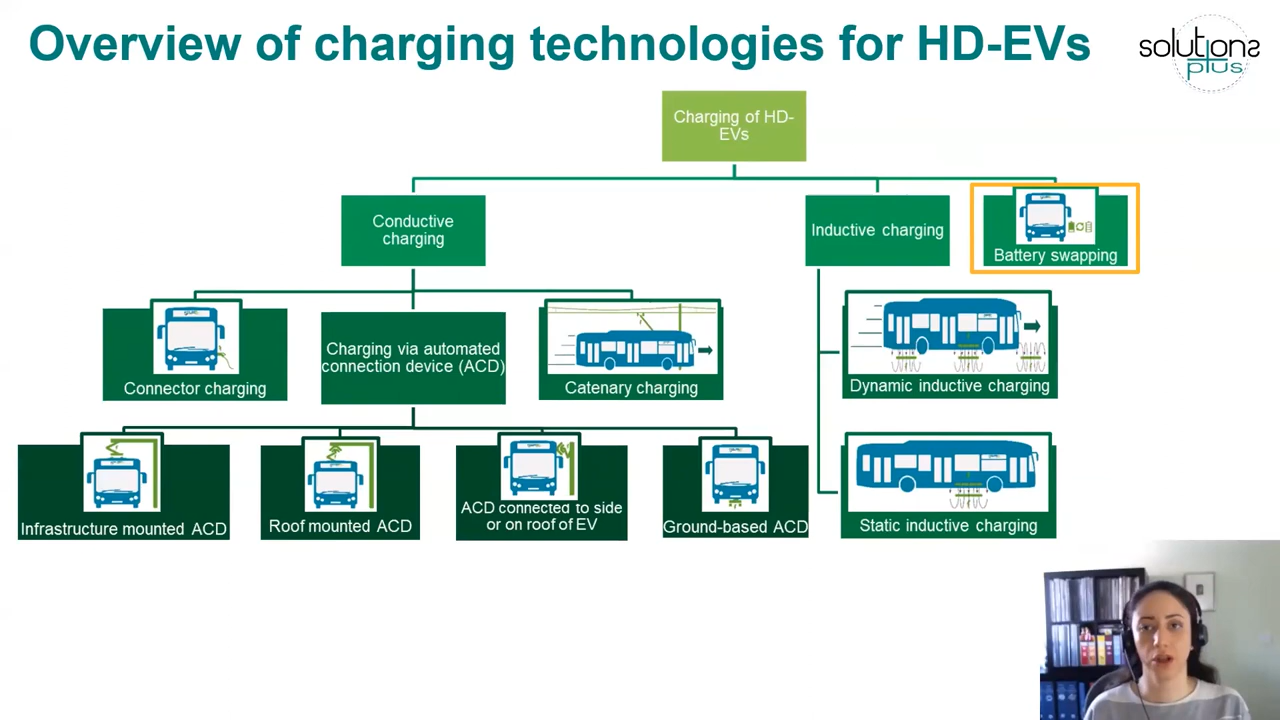 Overview of charging technologies for HD-EVs
solutions
plus
Charging of HD-
EVs
Conductive
charging
Inductive charging
Battery swapping
Connector charging
Charging via automated
connection device (ACD)
Catenary charging
Dynamic inductive charging
Infrastructure mounted ACD
Roof mounted ACD
ACD connected to side
or on roof of EV
Ground-based ACD
Static inductive charging